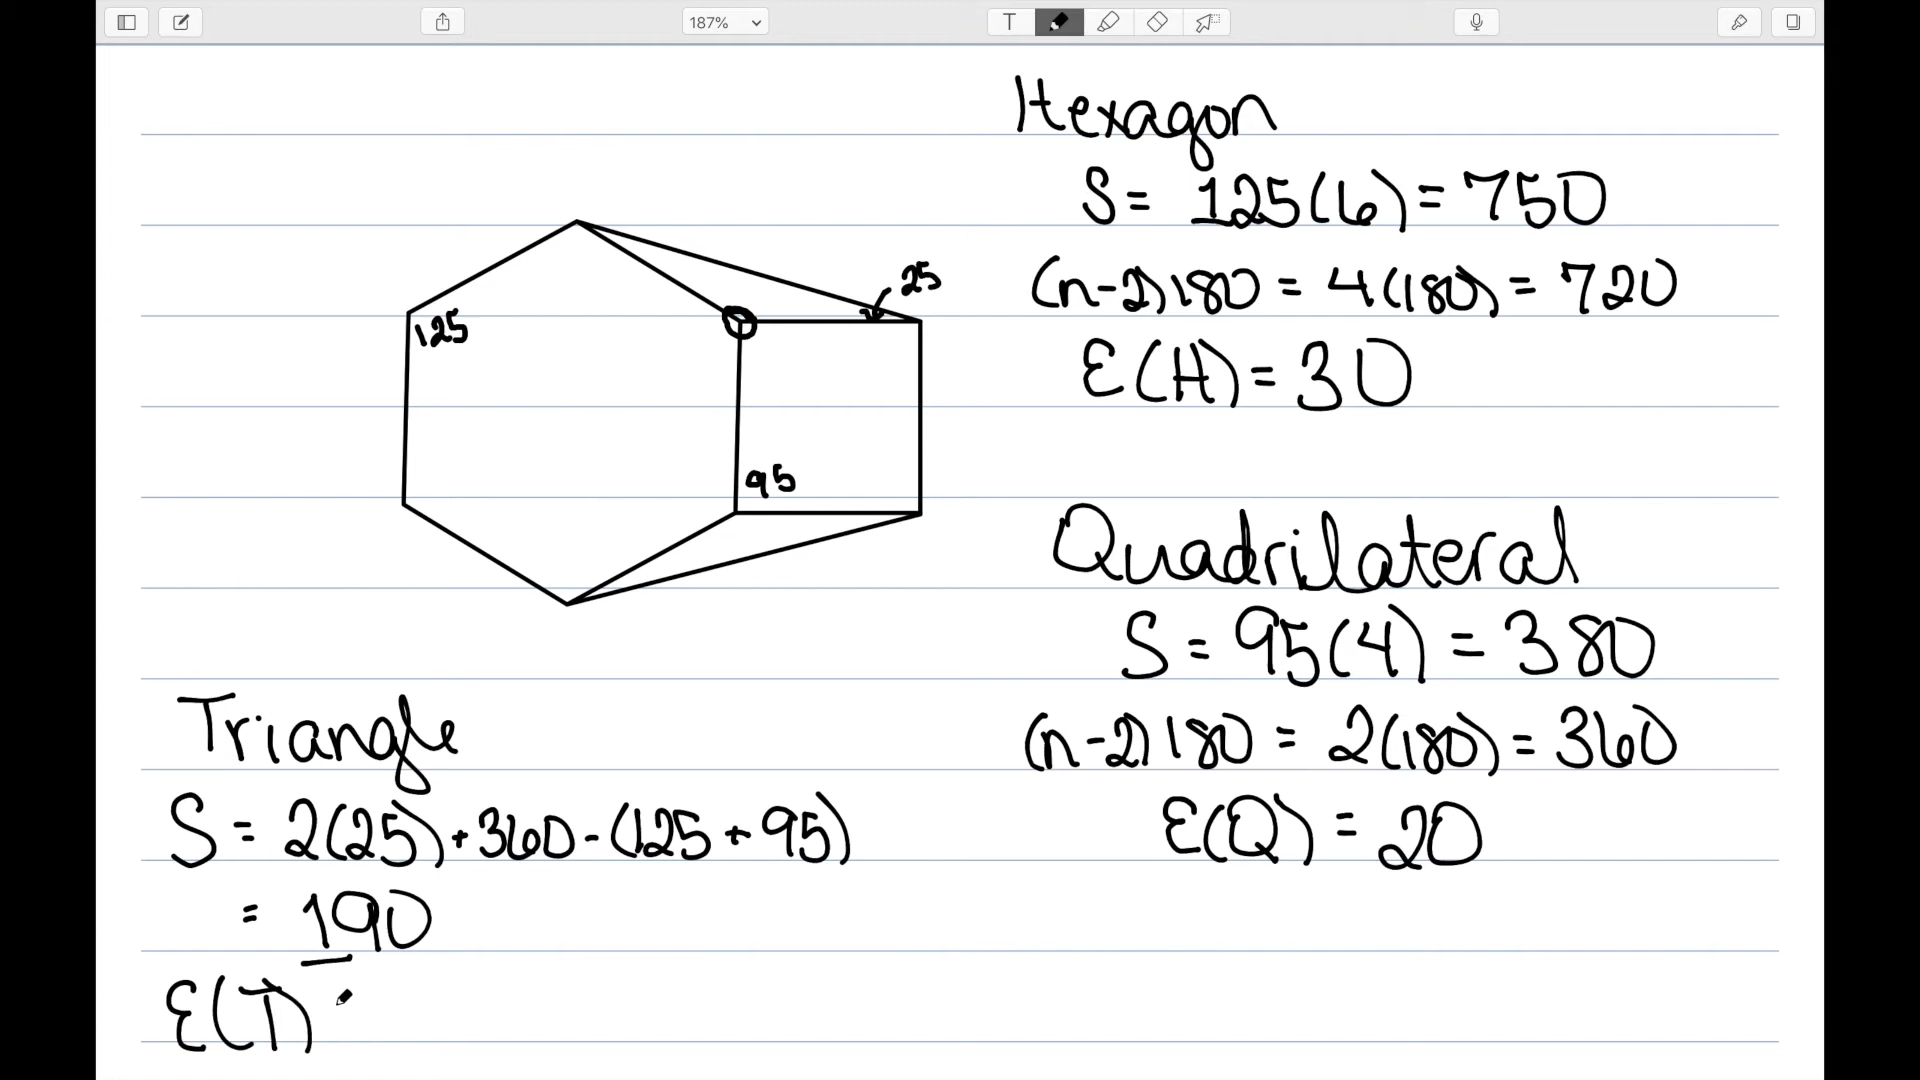 187%
T
Hexagon
S = 125(6) = 750
(n-2)180 = 4(180) = 720
Ɛ(H) = 30
25
125
95
Quadrilateral
S = 95(4) = 380
(n-2)180 = 2(180) = 360
Ɛ(Q) = 20
Triangle
S = 2(25) + 360 - (125 + 95)
= 190
Ɛ(T)